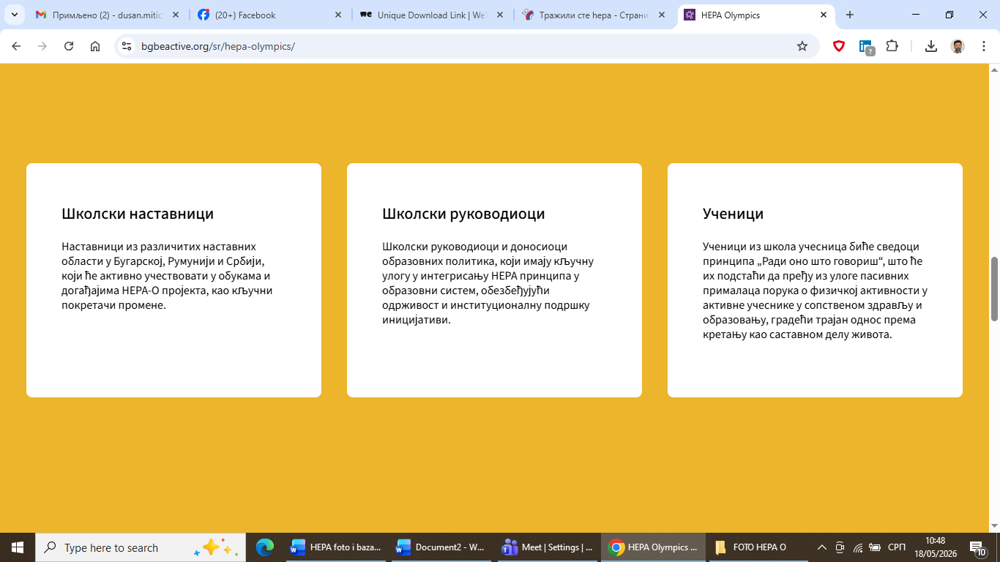 Примљено (2) - dusan.mitic
(20+) Facebook
Unique Download Link | WeT
Тражили сте hepa - Страни
HEPA Olympics
bgbeactive.org/sr/hepa-olympics/
Школски наставници
Наставници из различитих наставних
области у Бугарској, Румунији и Србији,
који ће активно учествовати у обукама и
догађајима HEPA-O пројекта, као кључни
покретачи промене.
Школски руководиоци
Школски руководиоци и доносиоци
образовних политика, који имају кључну
улогу у интегрисању HEPA принципа у
образовни систем, обезбеђујући
одрживост и институционалну подршку
иницијативи.
Ученици
Ученици из школа учесница биће сведоци
принципа „Ради оно што говориш“, што ће
их подстаћи да пређу из улоге пасивних
прималаца порука о физичкој активности у
активне учеснике у сопственом здрављу и
образовању, градећи трајан однос према
кретању као саставном делу живота.
Type here to search
HEPA foto i baza...
Document2 - W...
Meet | Settings | ...
HEPA Olympics ...
FOTO HEPA O
СРП
10:48
18/05/2026
10